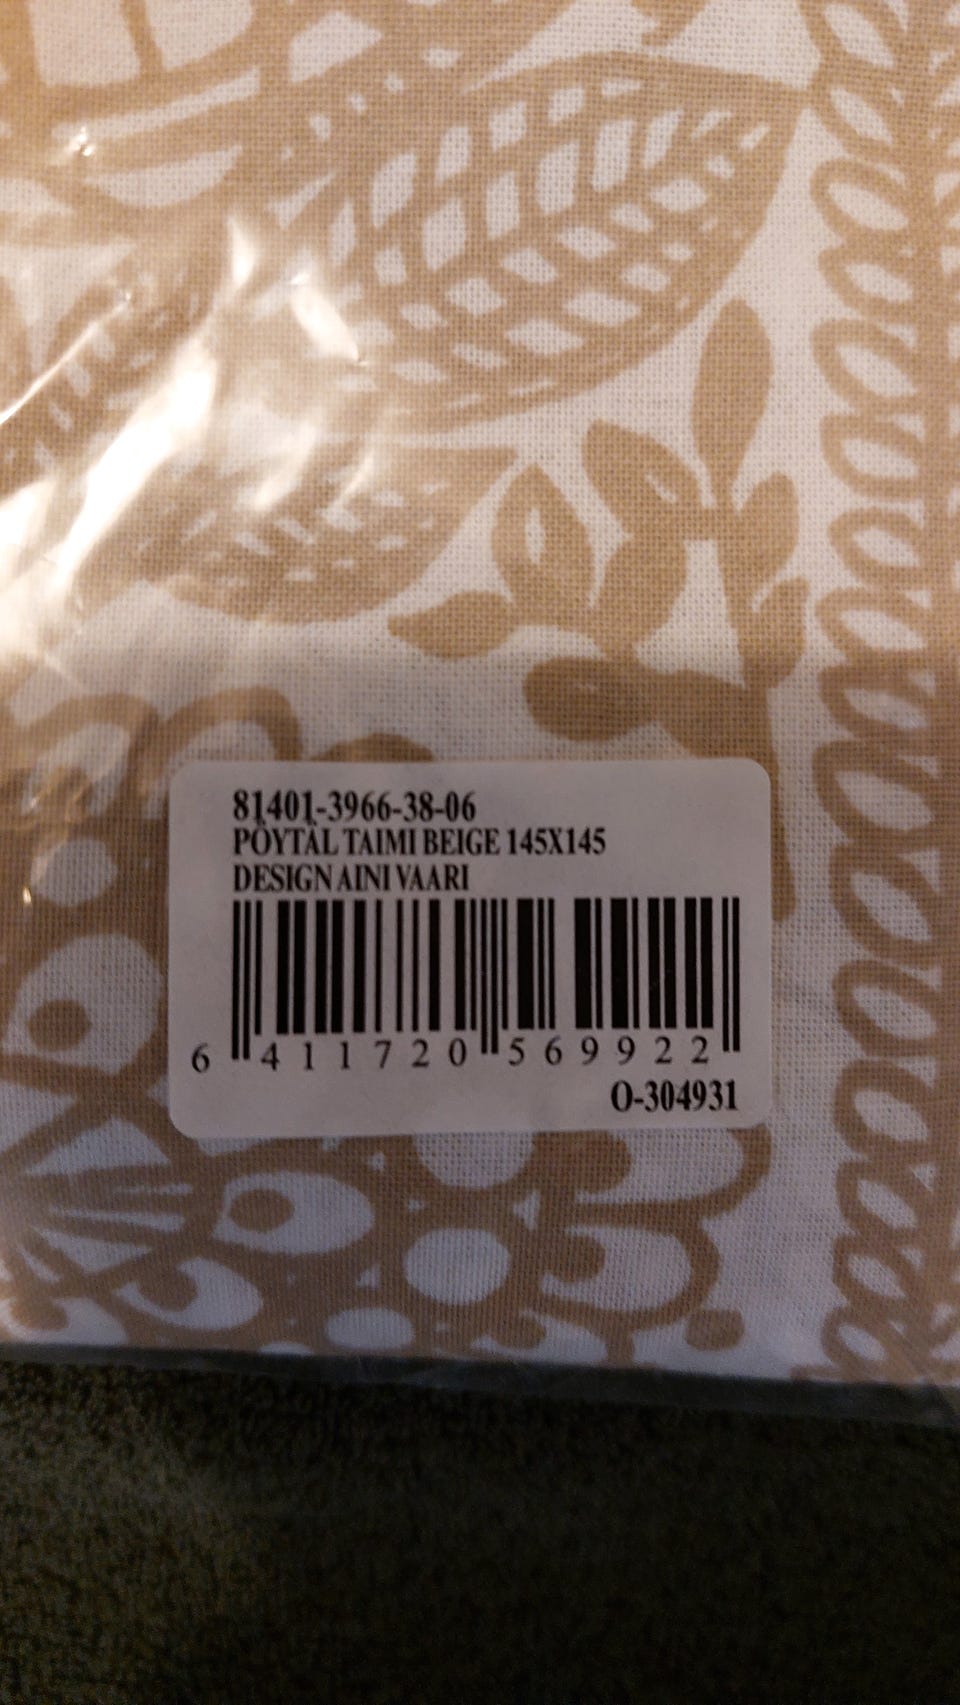 81401-3966-38-06
PÖYTÄL TAIMI BEIGE 145X145
DESIGN AINI VAARI
6 411720 569922
O-304931